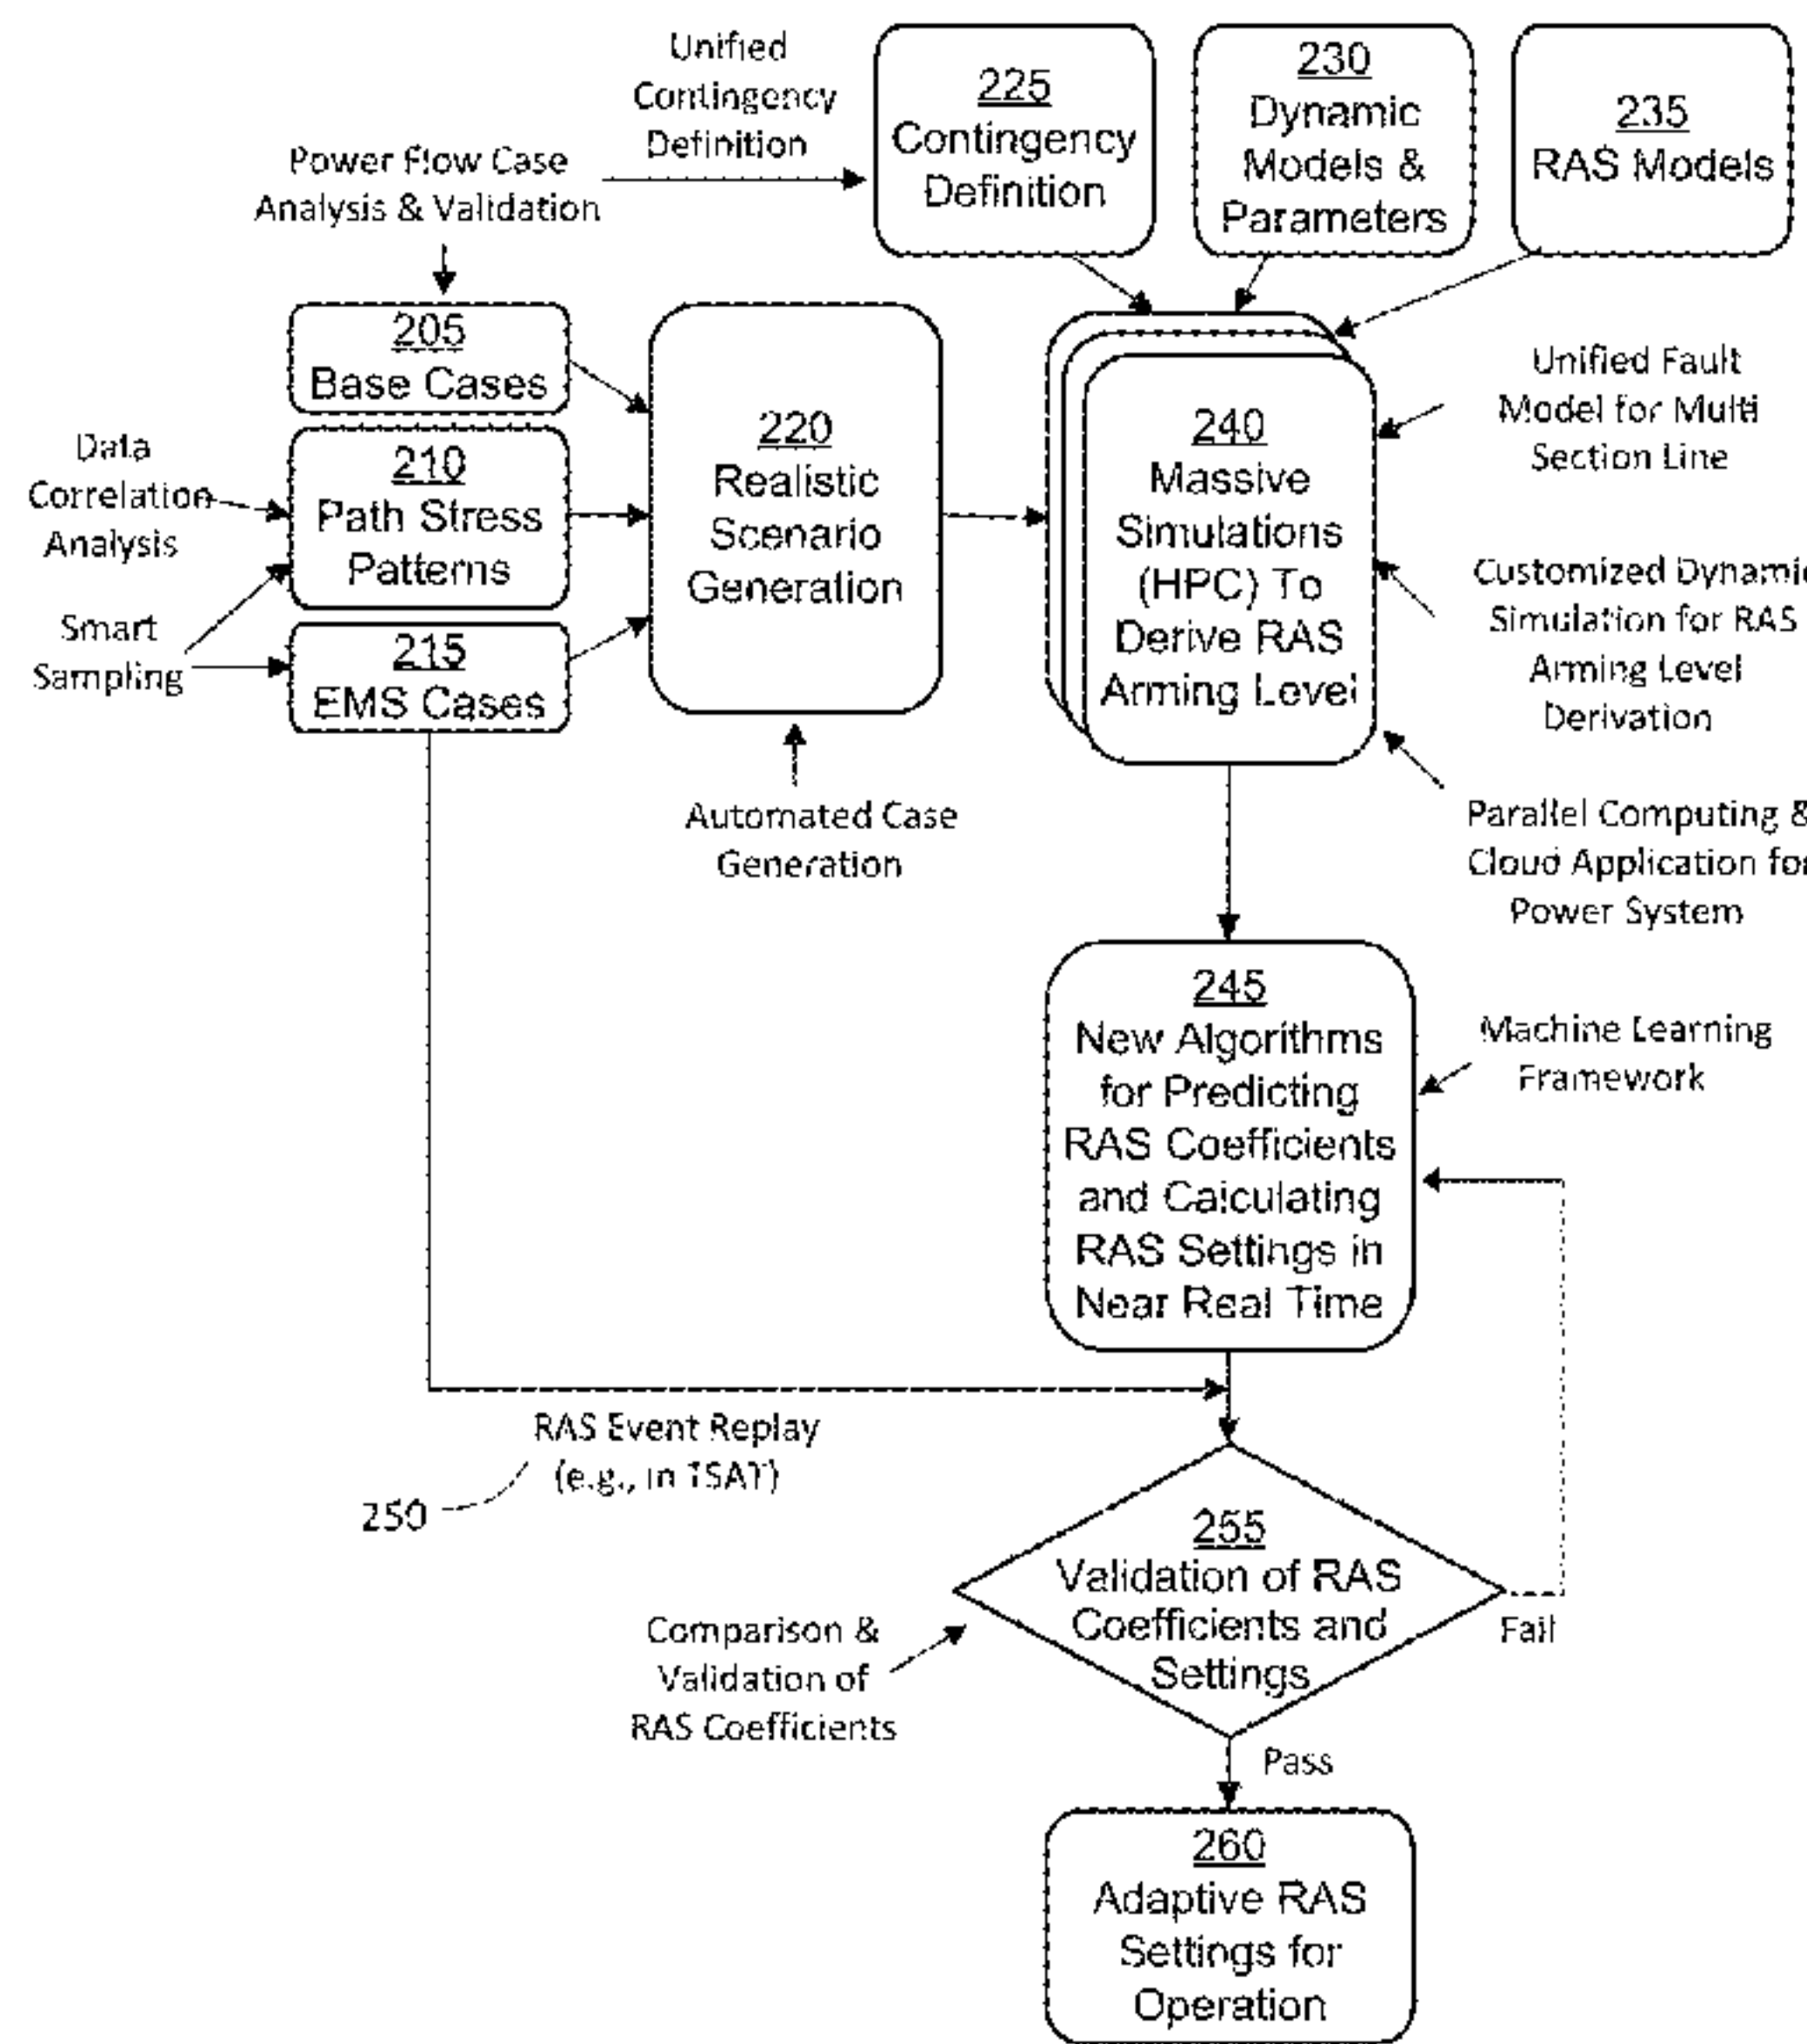 Unified
Contingency
Definition
225
Contingency
Definition
230
Dynamic
Models &
Parameters
235
RAS Models
Power Flow Case
Analysis & Validation
205
Base Cases
Data
Correlation
Analysis
210
Path Stress
Patterns
Smart
Sampling
215
EMS Cases
220
Realistic
Scenario
Generation
Automated Case
Generation
240
Massive
Simulations
(HPC) To
Derive RAS
Arming Level
Unified Fault
Model for Multi
Section Line
Customized Dynamic
Simulation for RAS
Arming Level
Derivation
Parallel Computing &
Cloud Application for
Power System
245
New Algorithms
for Predicting
RAS Coefficients
and Calculating
RAS Settings in
Near Real Time
Machine Learning
Framework
RAS Event Replay
(e.g., in TSAT)
250
255
Validation of RAS
Coefficients and
Settings
Comparison &
Validation of
RAS Coefficients
Fail
Pass
260
Adaptive RAS
Settings for
Operation